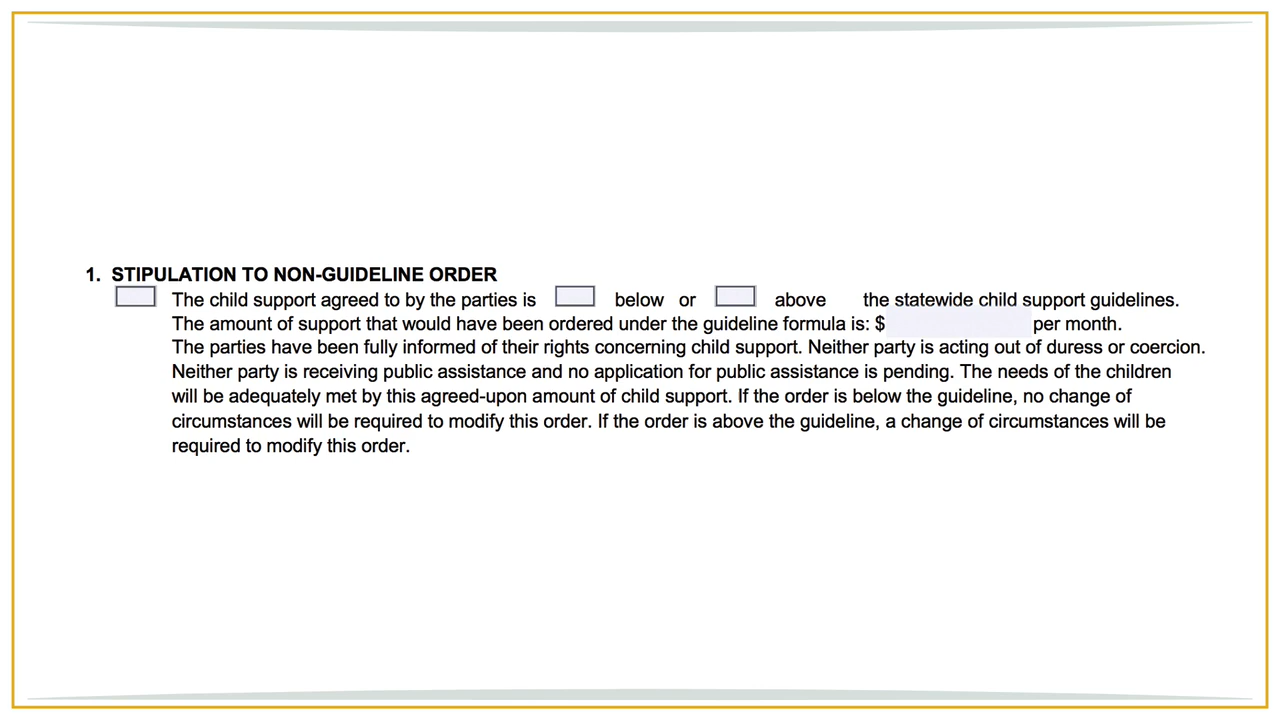 1. STIPULATION TO NON-GUIDELINE ORDER
The child support agreed to by the parties is below or above the statewide child support guidelines.
The amount of support that would have been ordered under the guideline formula is: $ per month.
The parties have been fully informed of their rights concerning child support. Neither party is acting out of duress or coercion.
Neither party is receiving public assistance and no application for public assistance is pending. The needs of the children
will be adequately met by this agreed-upon amount of child support. If the order is below the guideline, no change of
circumstances will be required to modify this order. If the order is above the guideline, a change of circumstances will be
required to modify this order.